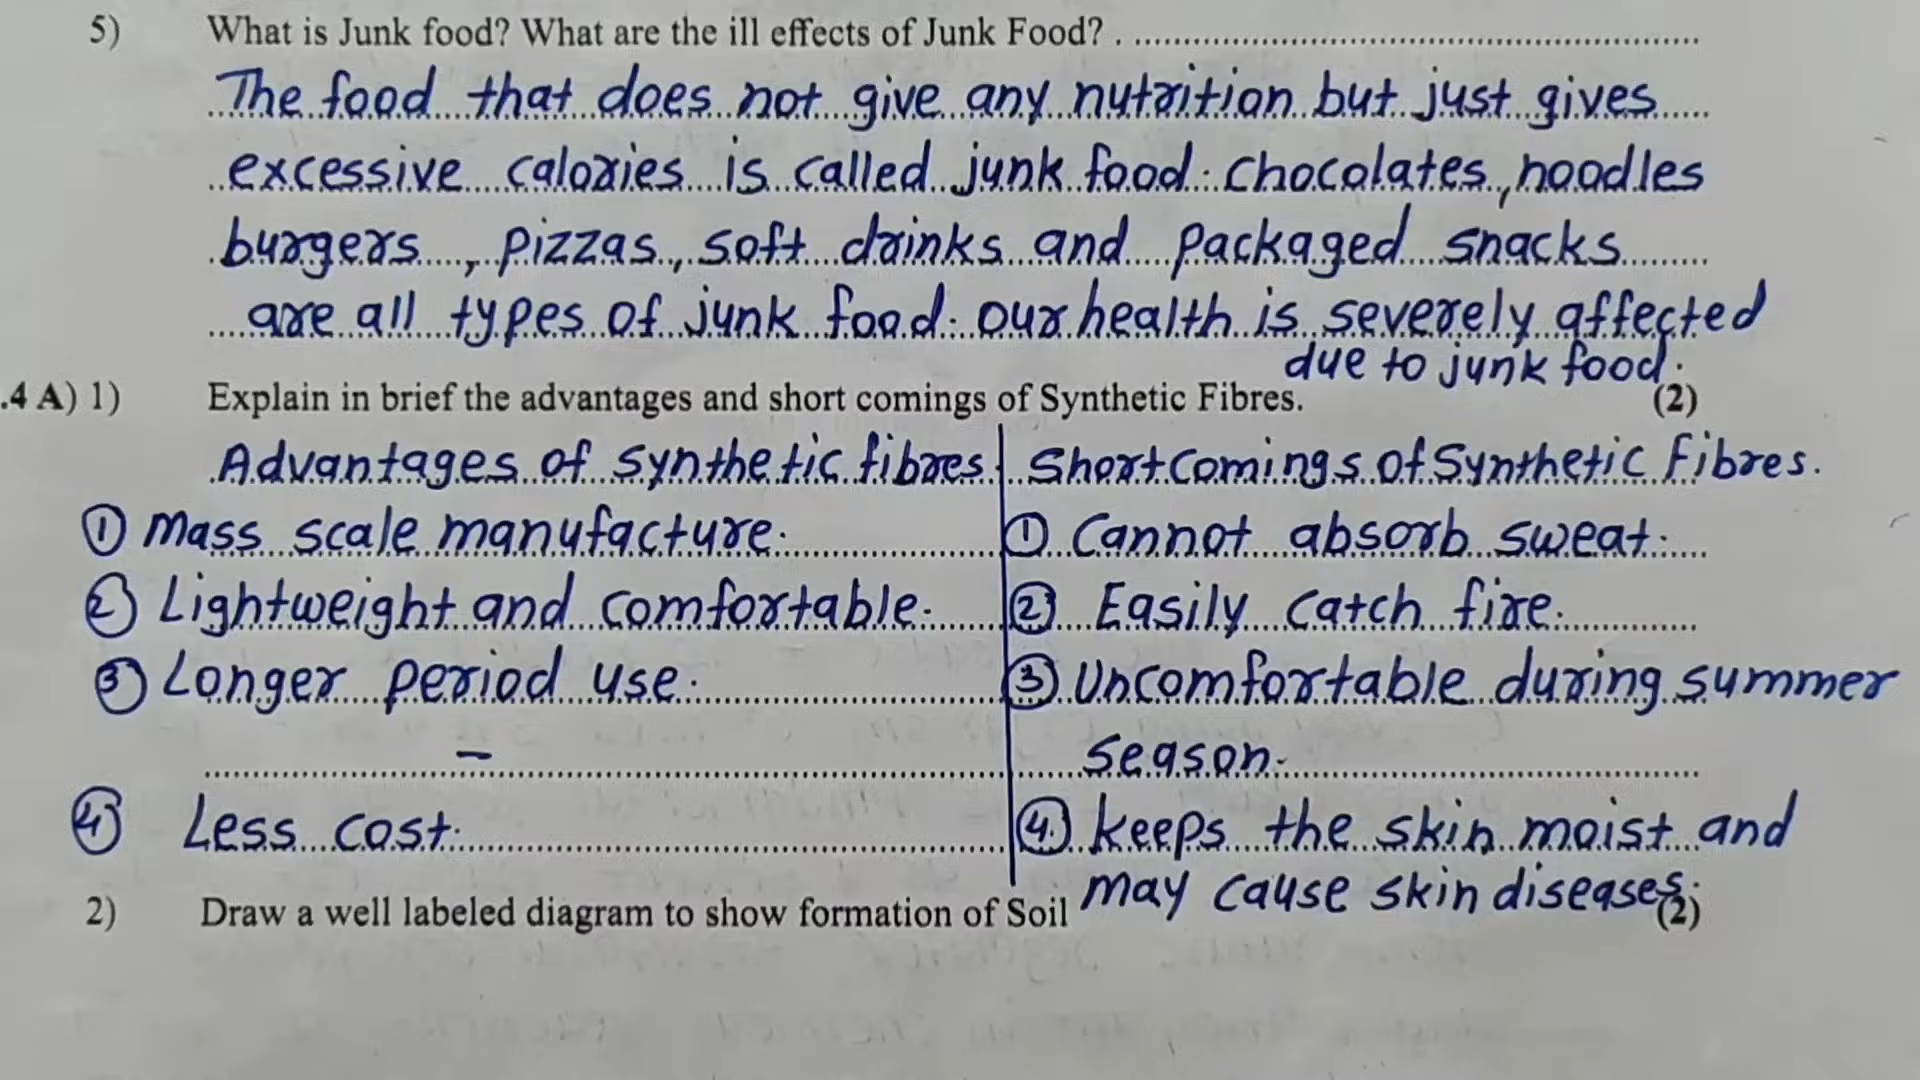 5) What is Junk food? What are the ill effects of Junk Food? . ............................................................
The food that does not give any nutrition but just gives
excessive calories is called junk food. Chocolates, noodles
burgers, pizzas, soft drinks and packaged snacks
are all types of junk food. Our health is severely affected
due to junk food.
.4 A) 1) Explain in brief the advantages and short comings of Synthetic Fibres. (2)
Advantages of synthetic fibres. Shortcomings of Synthetic Fibres.
① Mass scale manufacture. ① Cannot absorb sweat.
② Lightweight and comfortable. ② Easily catch fire.
③ Longer period use. ③ Uncomfortable during summer
– season.
④ Less cost. ④. keeps the skin moist and
may cause skin diseases.
2) Draw a well labeled diagram to show formation of Soil (2)